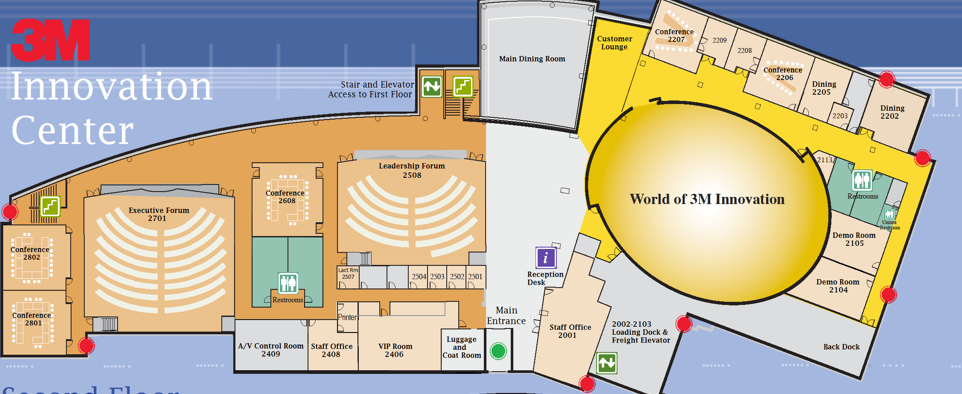 3M
Innovation
Center
Stair and Elevator
Access to First Floor
Main Dining Room
Customer
Lounge
Conference
2207
2209
2208
Conference
2206
Dining
2205
2203
Dining
2202
2113
Restrooms
Unisex
Restroom
Demo Room
2105
Demo Room
2104
Back Dock
World of 3M Innovation
Leadership Forum
2508
Conference
2608
Executive Forum
2701
Conference
2802
Conference
2801
Restrooms
Lact Rm
2507
2504
2503
2502
2501
Printer
A/V Control Room
2409
Staff Office
2408
VIP Room
2406
Luggage
and
Coat Room
Main
Entrance
i
Reception
Desk
Staff Office
2001
2002-2103
Loading Dock &
Freight Elevator
Second Floor